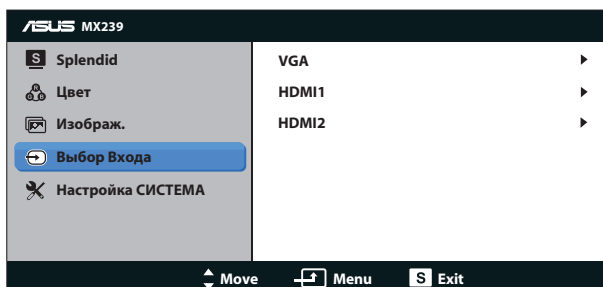 ASUS MX239
S Splendid
Цвет
Изображ.
Выбор Входа
Настройка СИСТЕМА
VGA
HDMI1
HDMI2
Move Menu S Exit